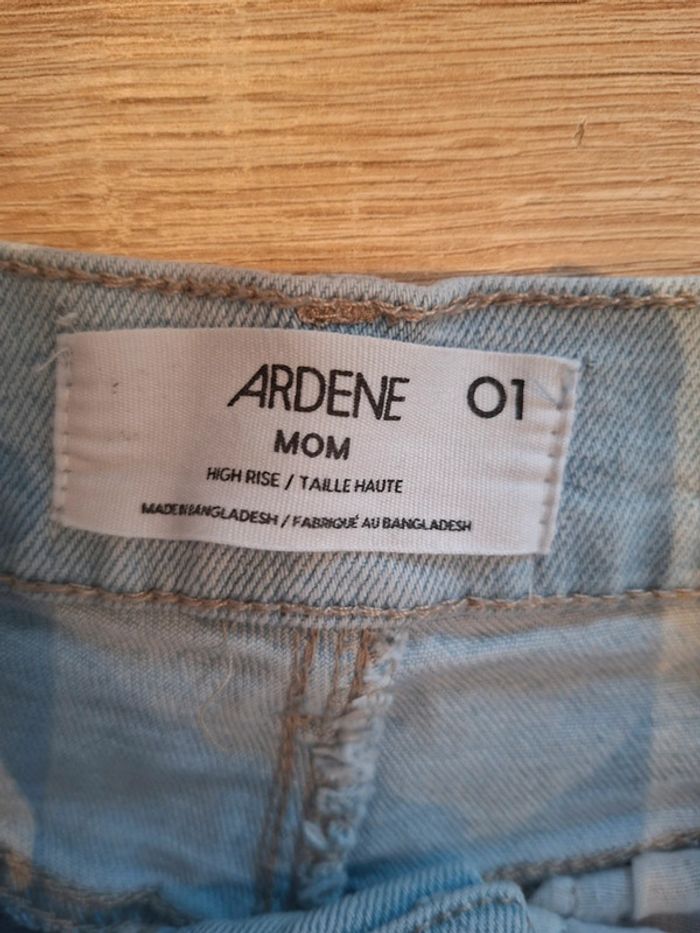 ARDENE 01
MOM
HIGH RISE / TAILLE HAUTE
MADE IN BANGLADESH / FABRIQUÉ AU BANGLADESH